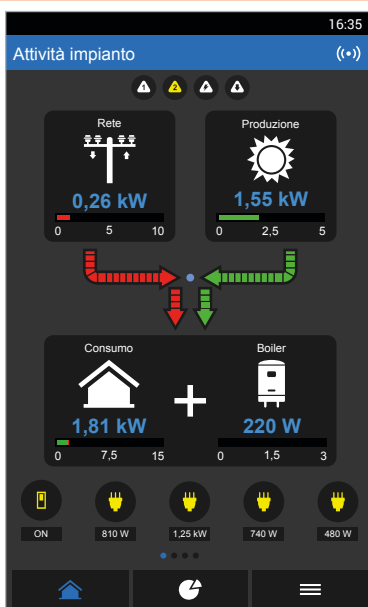 16:35
Attività impianto
1 2
Rete Produzione
0,26 kW 1,55 kW
0 5 10 0 2,5 5
Consumo Boiler
1,81 kW 220 W
0 7,5 15 0 1,5 3
ON 810 W 1,25 kW 740 W 480 W